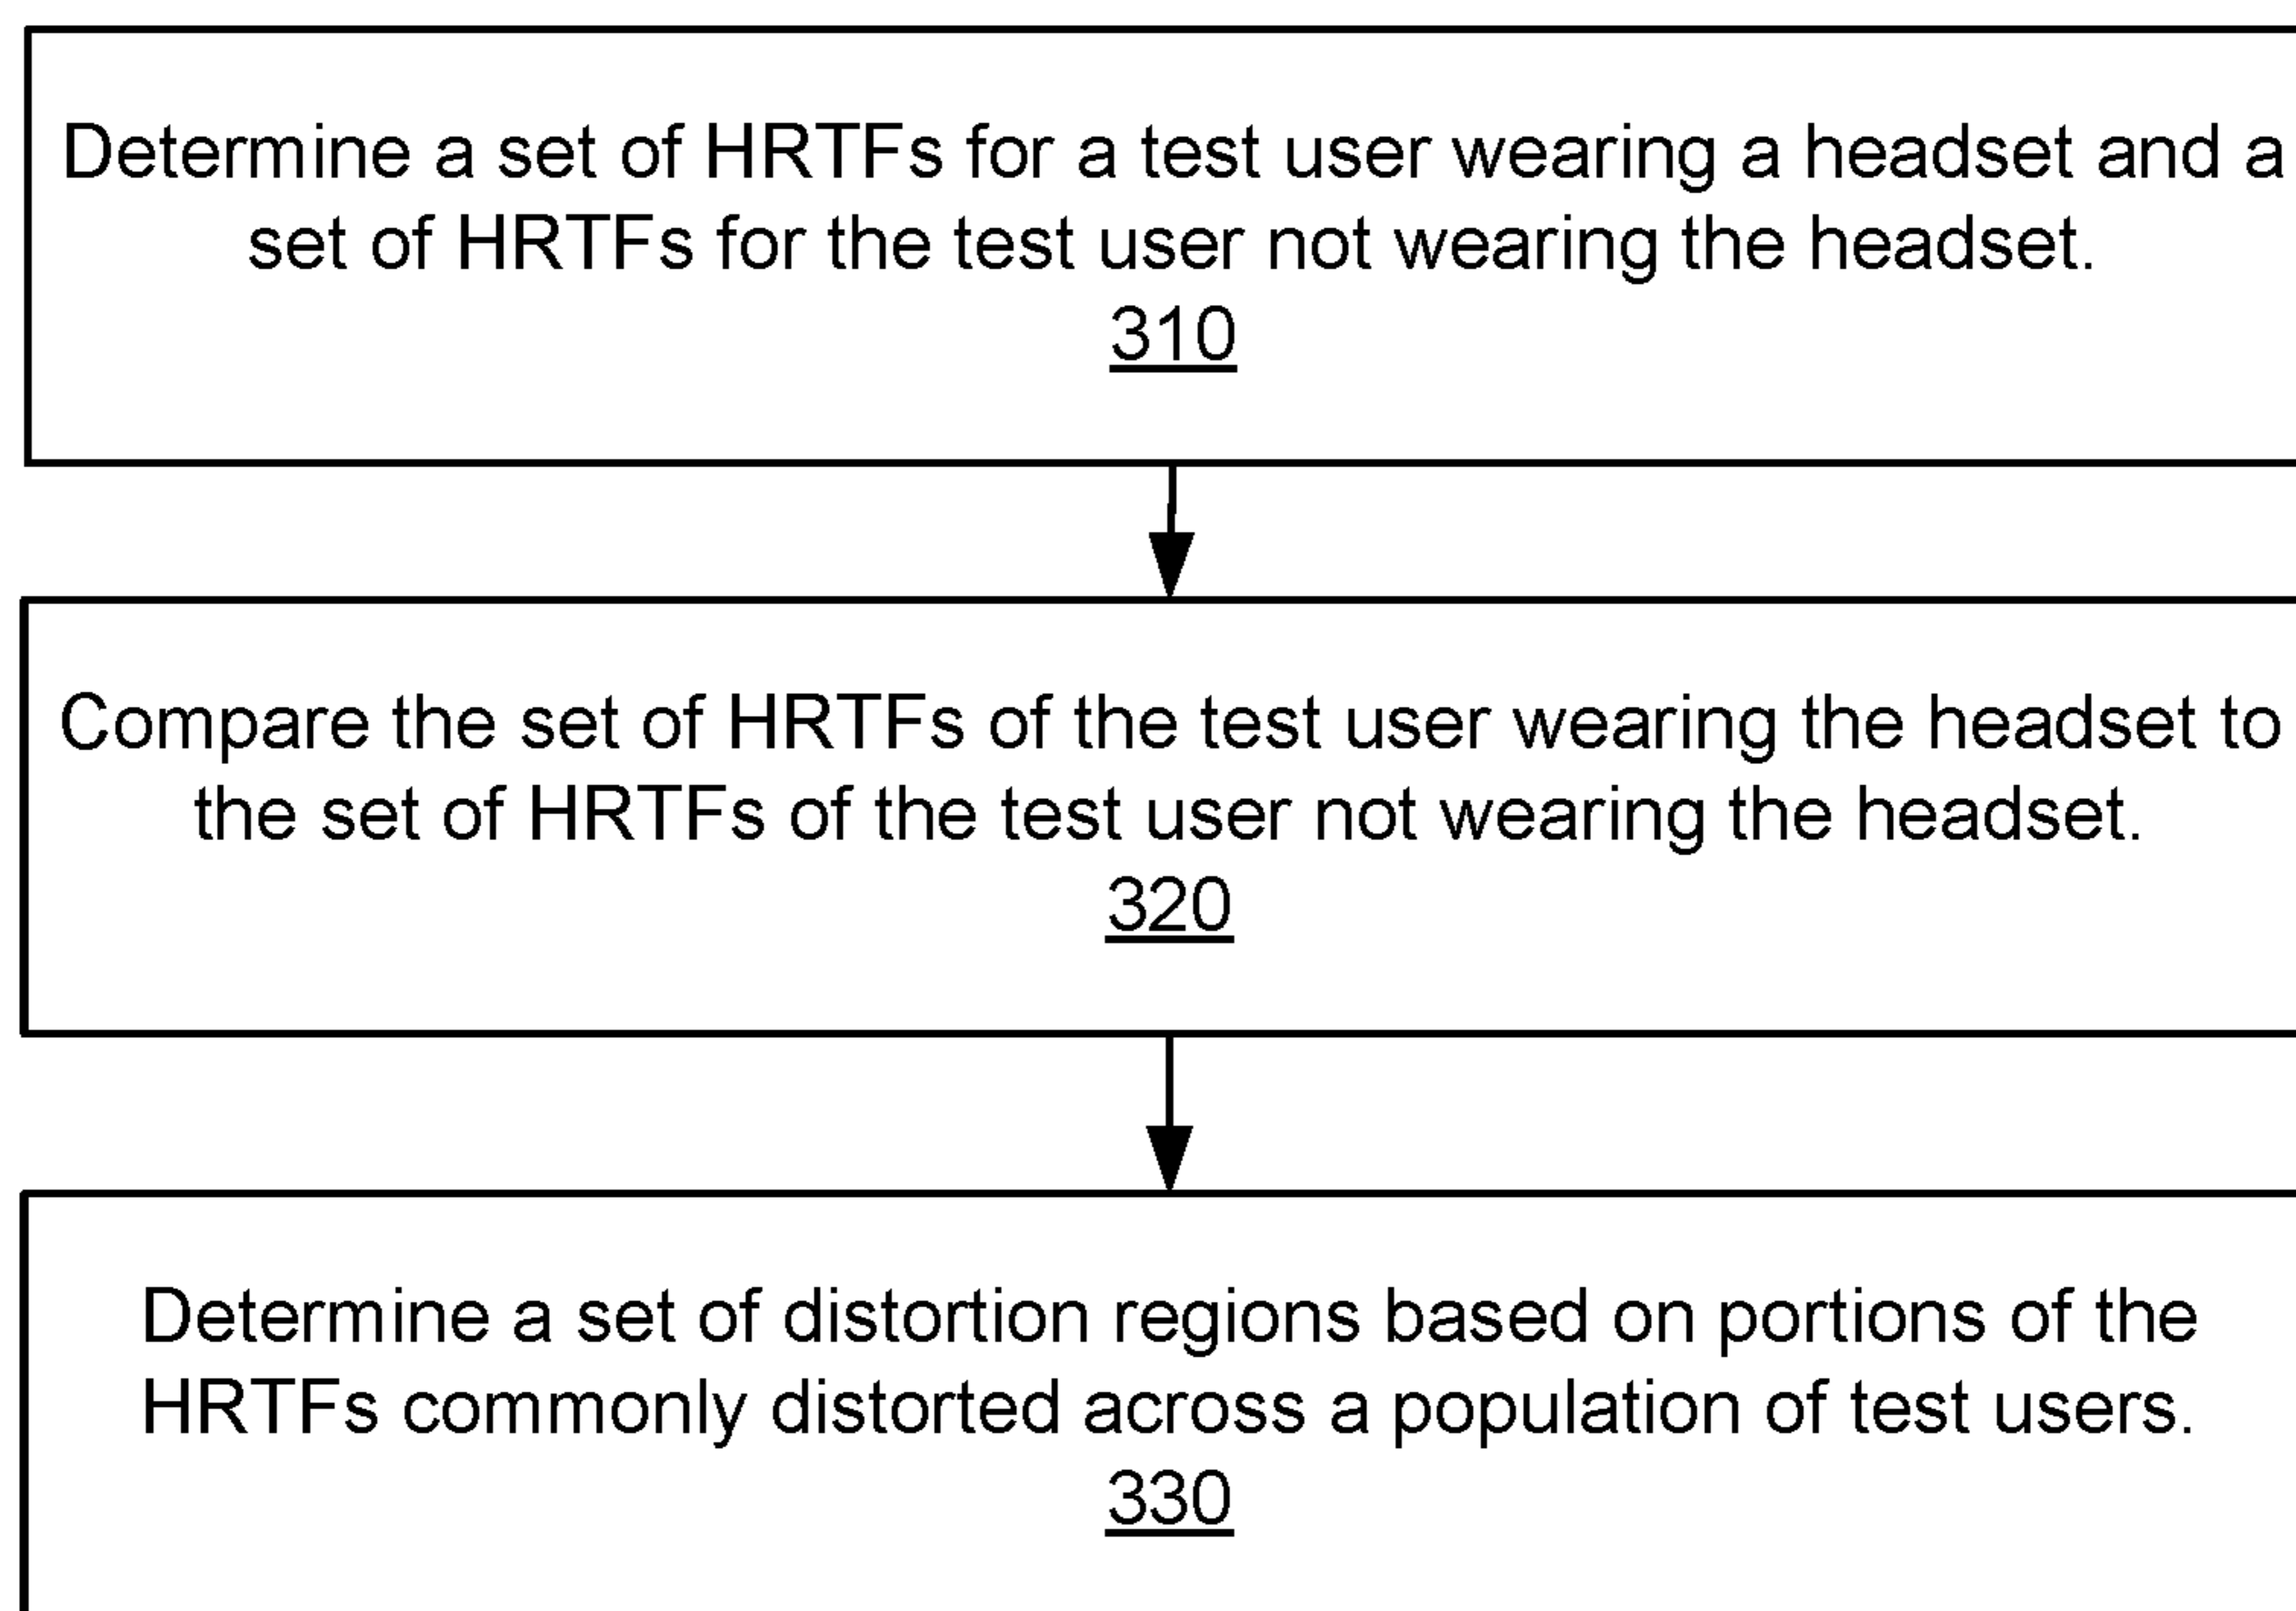 Determine a set of HRTFs for a test user wearing a headset and a
set of HRTFs for the test user not wearing the headset.
310
Compare the set of HRTFs of the test user wearing the headset to
the set of HRTFs of the test user not wearing the headset.
320
Determine a set of distortion regions based on portions of the
HRTFs commonly distorted across a population of test users.
330